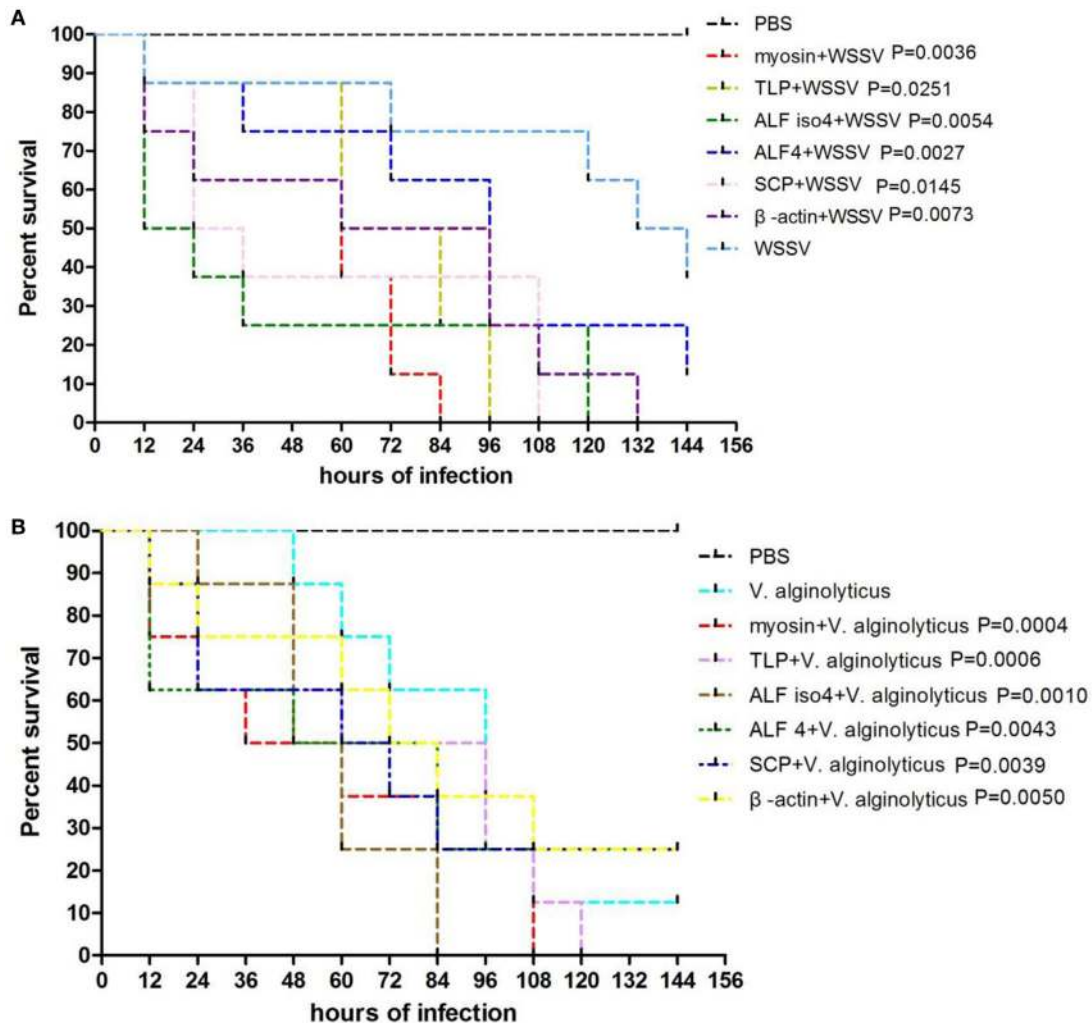 A
100
90
80
70
60
50
40
30
20
10
0
Percent survival
0 12 24 36 48 60 72 84 96 108 120 132 144 156
hours of infection
PBS
myosin+WSSV P=0.0036
TLP+WSSV P=0.0251
ALF iso4+WSSV P=0.0054
ALF4+WSSV P=0.0027
SCP+WSSV P=0.0145
β -actin+WSSV P=0.0073
WSSV
B
100
90
80
70
60
50
40
30
20
10
0
Percent survival
0 12 24 36 48 60 72 84 96 108 120 132 144 156
hours of infection
PBS
V. alginolyticus
myosin+V. alginolyticus P=0.0004
TLP+V. alginolyticus P=0.0006
ALF iso4+V. alginolyticus P=0.0010
ALF 4+V. alginolyticus P=0.0043
SCP+V. alginolyticus P=0.0039
β -actin+V. alginolyticus P=0.0050